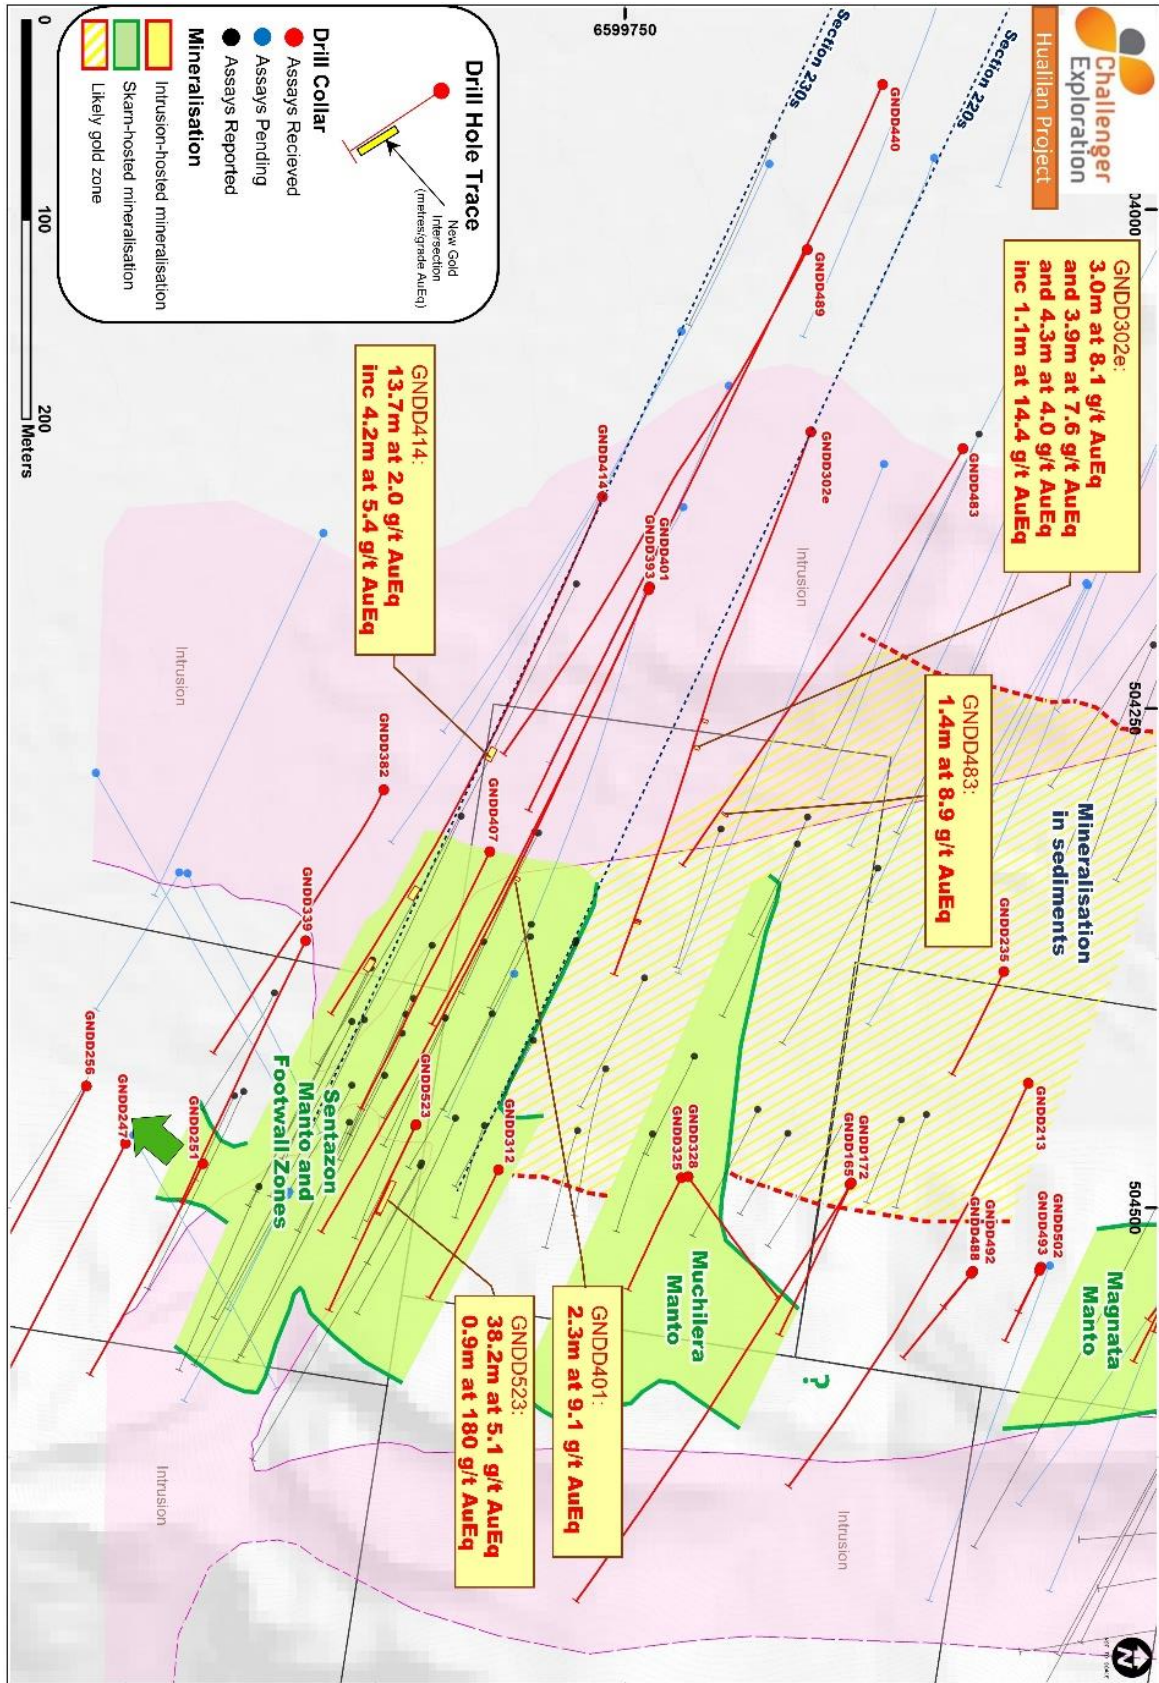 Challenger
Exploration
Hualilan Project
04000
504250
504500
6599750
Section 220s
Section 230s
GNDD302e:
3.0m at 8.1 g/t AuEq
and 3.9m at 7.6 g/t AuEq
and 4.3m at 4.0 g/t AuEq
inc 1.1m at 14.4 g/t AuEq
GNDD483:
1.4m at 8.9 g/t AuEq
GNDD414:
13.7m at 2.0 g/t AuEq
inc 4.2m at 5.4 g/t AuEq
GNDD401:
2.3m at 9.1 g/t AuEq
GNDD523:
38.2m at 5.1 g/t AuEq
0.9m at 180 g/t AuEq
GNDD440
GNDD489
GNDD302e
GNDD483
GNDD414
GNDD401
GNDD393
GNDD382
GNDD407
GNDD339
GNDD235
GNDD213
GNDD256
GNDD247
GNDD251
GNDD523
GNDD312
GNDD328
GNDD325
GNDD172
GNDD165
GNDD492
GNDD488
GNDD502
GNDD493
Mineralisation
in sediments
Intrusion
Intrusion
Intrusion
Intrusion
Sentazon
Manto and
Footwall Zones
Muchilera
Manto
Magnata
Manto
?
Drill Hole Trace
New Gold
Intersection
(metres/grade AuEq)
Drill Collar
Assays Recieved
Assays Pending
Assays Reported
Mineralisation
Intrusion-hosted mineralisation
Skarn-hosted mineralisation
Likely gold zone
0
100
200
Meters
N